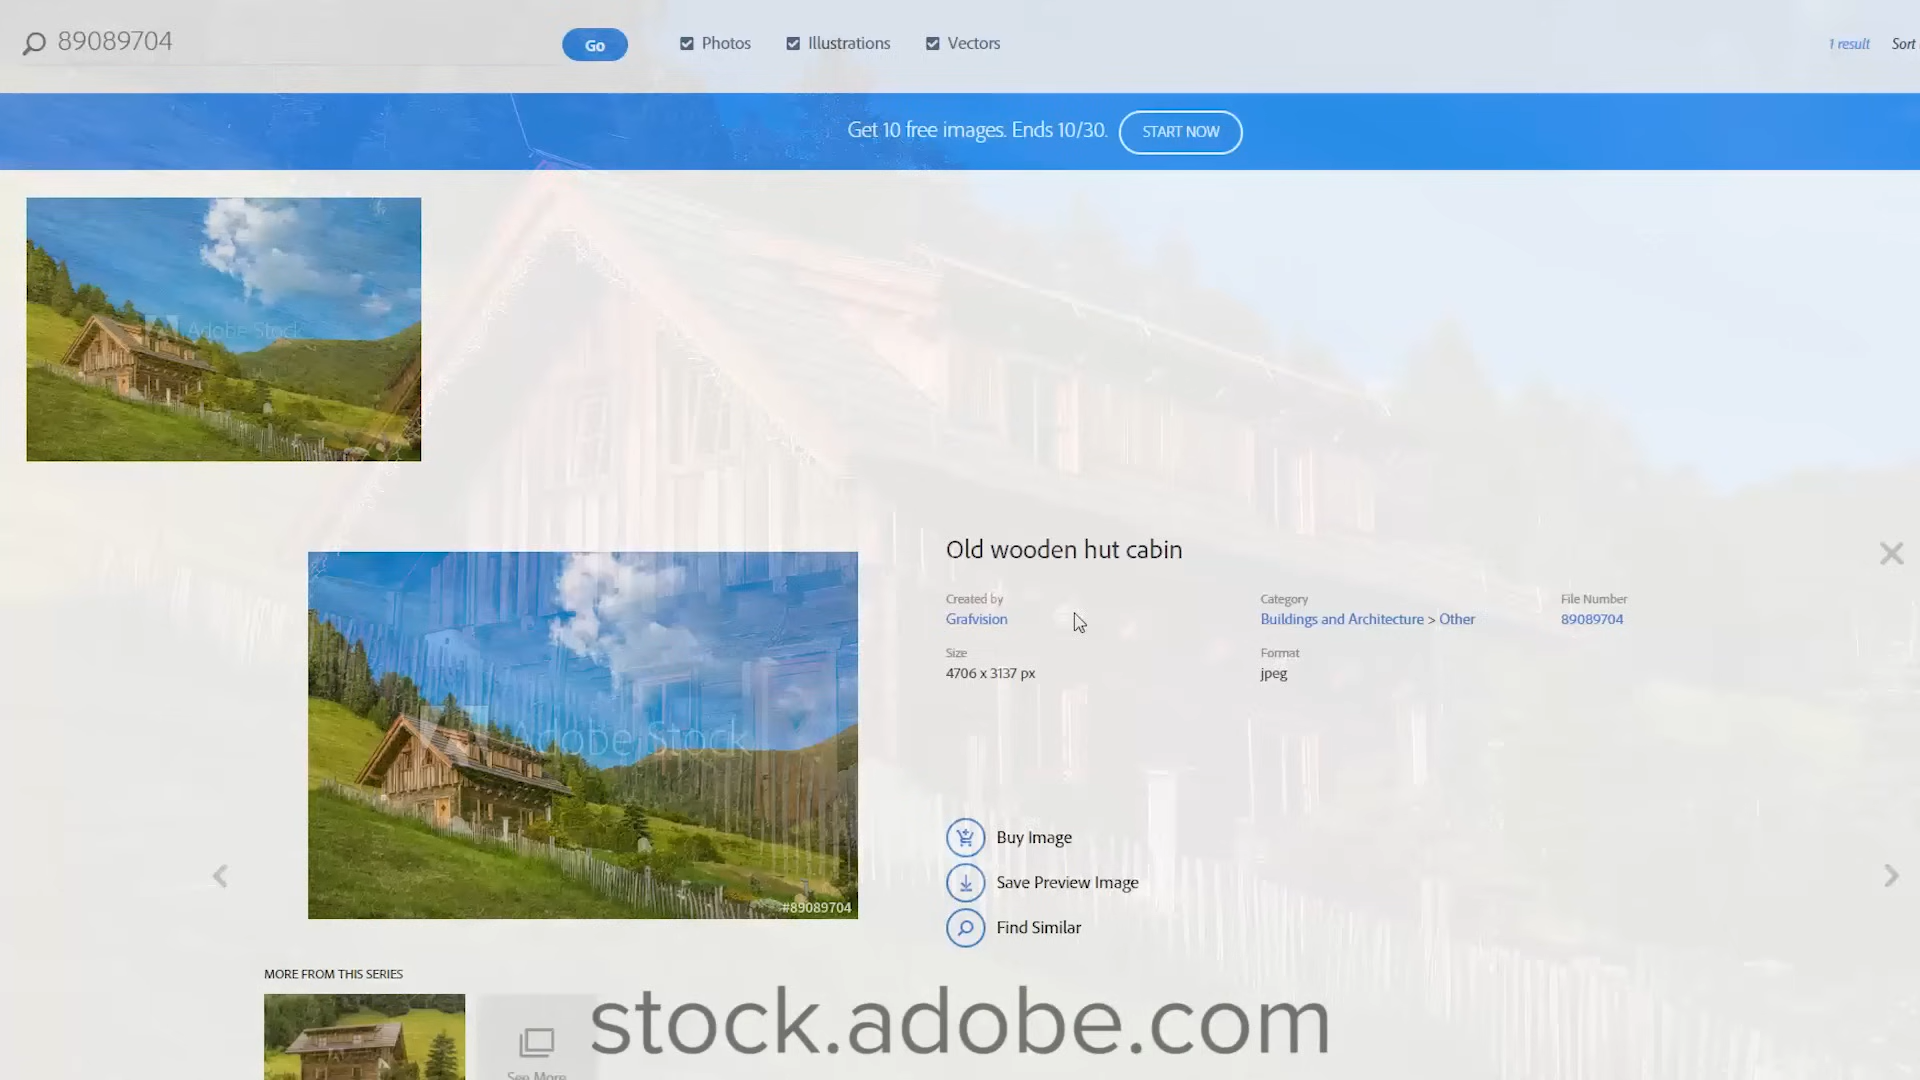 89089704
Go
Photos
Illustrations
Vectors
1 result
Sort
Get 10 free images. Ends 10/30.
START NOW
Adobe Stock
Old wooden hut cabin
Created by
Grafvision
Category
Buildings and Architecture > Other
File Number
89089704
Size
4706 x 3137 px
Format
jpeg
Adobe Stock
Buy Image
Save Preview Image
#89089704
Find Similar
MORE FROM THIS SERIES
stock.adobe.com
See More